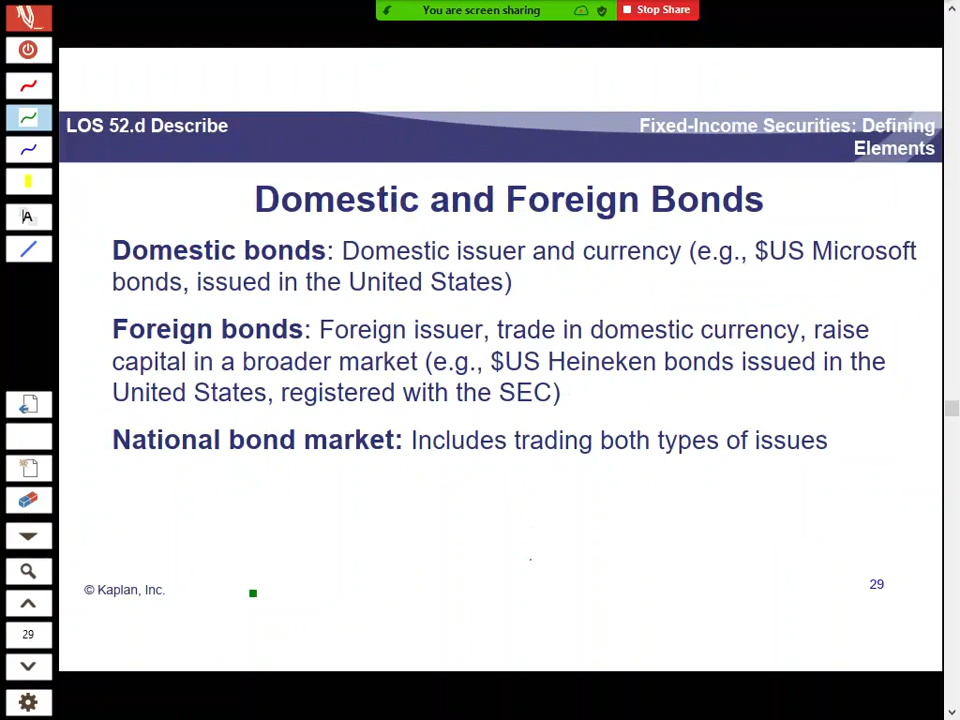 You are screen sharing
Stop Share
LOS 52.d Describe
Fixed-Income Securities: Defining
Elements
Domestic and Foreign Bonds
Domestic bonds: Domestic issuer and currency (e.g., $US Microsoft
bonds, issued in the United States)
Foreign bonds: Foreign issuer, trade in domestic currency, raise
capital in a broader market (e.g., $US Heineken bonds issued in the
United States, registered with the SEC)
National bond market: Includes trading both types of issues
© Kaplan, Inc.
29
A
29